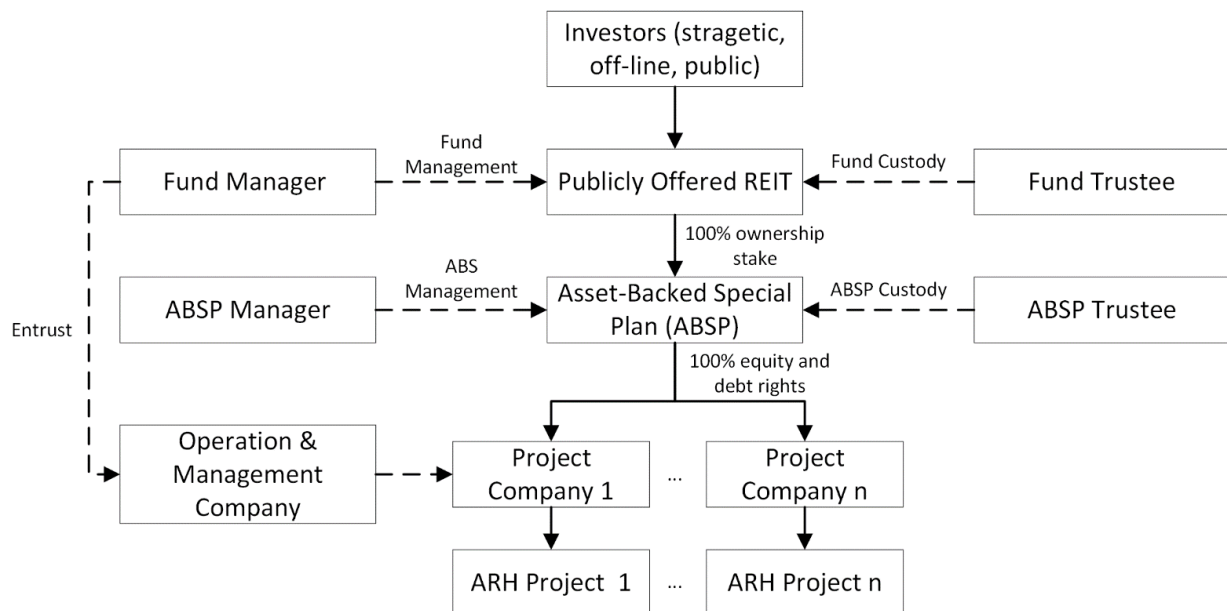 Investors (stragetic,
off-line, public)
Fund
Management
Fund Custody
Fund Manager
Publicly Offered REIT
Fund Trustee
100% ownership
stake
ABS
Management
ABSP Custody
ABSP Manager
Asset-Backed Special
Plan (ABSP)
ABSP Trustee
Entrust
100% equity and
debt rights
Operation &
Management
Company
Project
Company 1
...
Project
Company n
ARH Project 1
...
ARH Project n